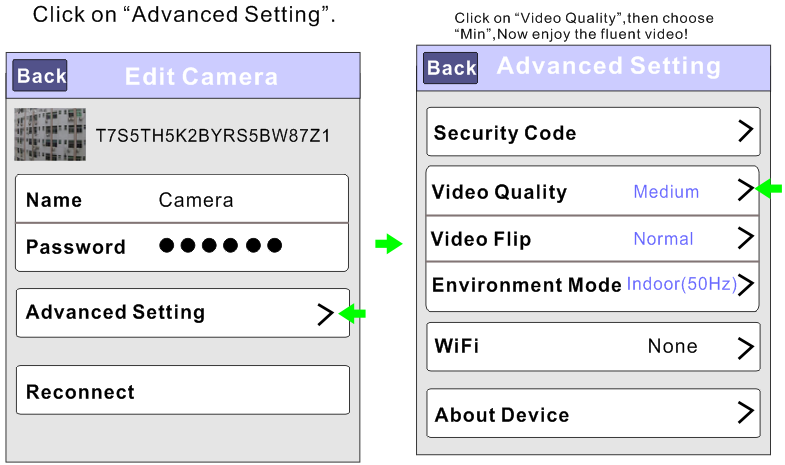 Click on “Advanced Setting”.
Back Edit Camera
T7S5TH5K2BYRS5BW87Z1
Name Camera
Password ●●●●●●
Advanced Setting
Reconnect
Click on “Video Quality”,then choose
“Min”,Now enjoy the fluent video!
Back Advanced Setting
Security Code
Video Quality Medium
Video Flip Normal
Environment Mode Indoor(50Hz)
WiFi None
About Device